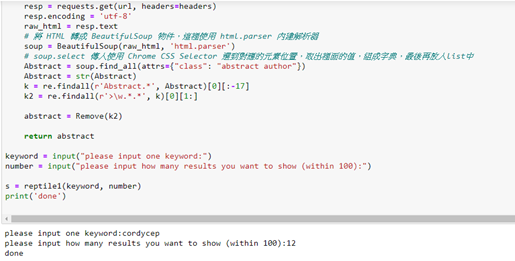 resp = requests.get(url, headers=headers)
resp.encoding = 'utf-8'
raw_html = resp.text
# 將 HTML 轉成 BeautifulSoup 物件，這裡使用 html.parser 內建解析器
soup = BeautifulSoup(raw_html, 'html.parser')
# soup.select 傳入使用 Chrome CSS Selector 選到對應的元素位置，取出裡面的值，組成字典，最後再放入list中
Abstract = soup.find_all(attrs={"class": "abstract author"})
Abstract = str(Abstract)
k = re.findall(r'Abstract.*', Abstract)[0][:-17]
k2 = re.findall(r'>\w.*.*', k)[0][1:]
abstract = Remove(k2)
return abstract
keyword = input("please input one keyword:")
number = input("please input how many results you want to show (within 100):")
s = reptile1(keyword, number)
print('done')
please input one keyword:cordycep
please input how many results you want to show (within 100):12
done